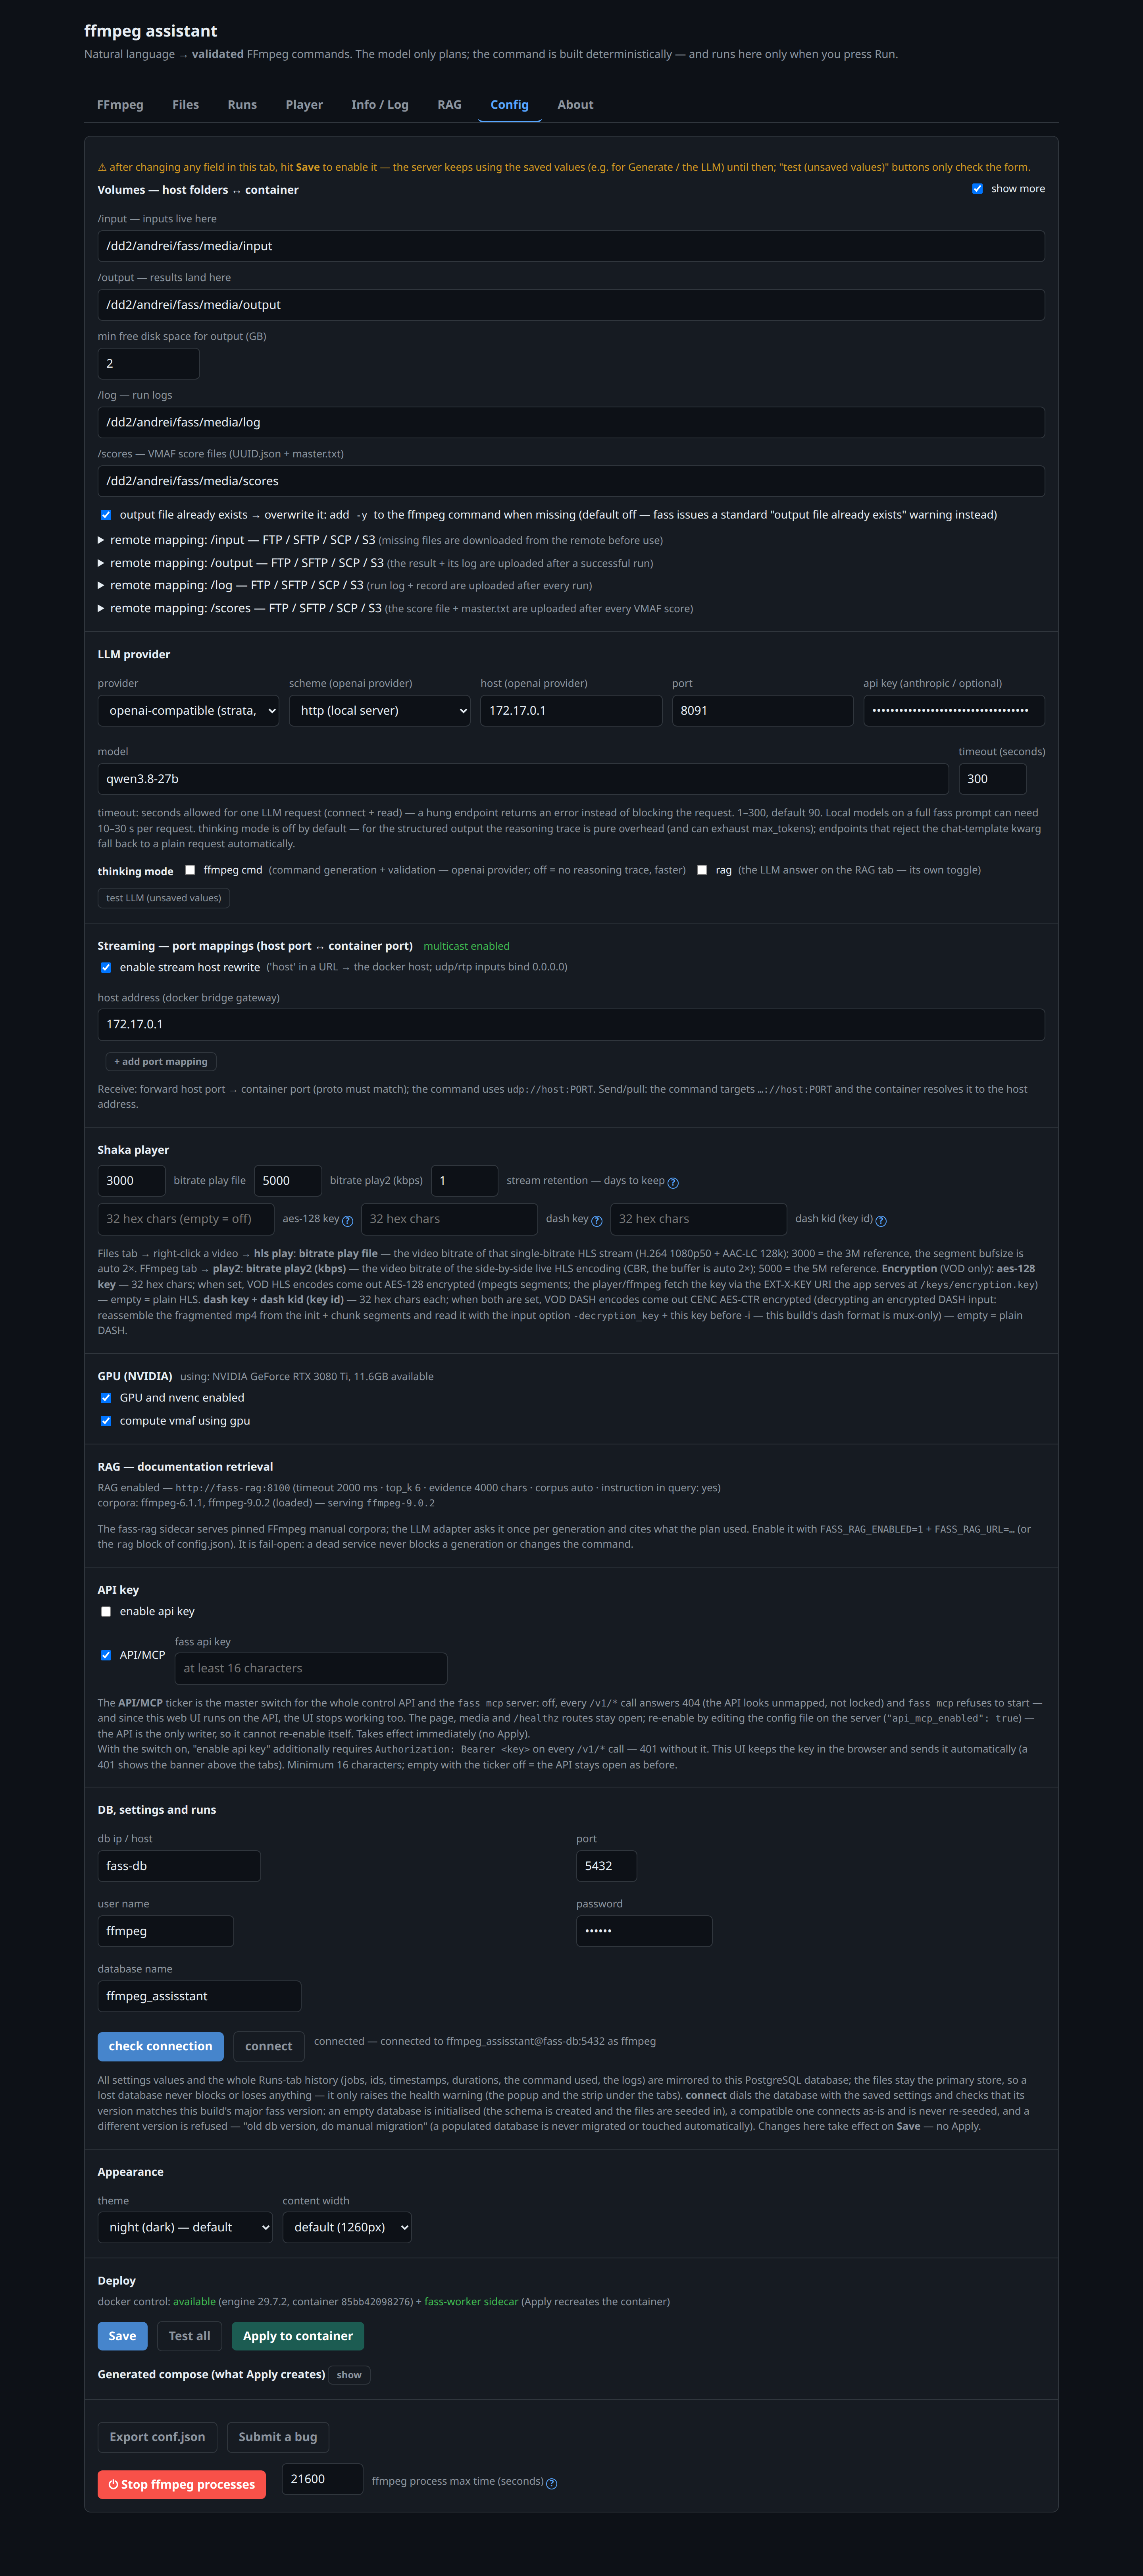 ffmpeg assistant
Natural language → validated FFmpeg commands. The model only plans; the command is built deterministically — and runs here only when you press Run.
FFmpeg Files Runs Player Info / Log RAG Config About
⚠ after changing any field in this tab, hit Save to enable it — the server keeps using the saved values (e.g. for Generate / the LLM) until then; "test (unsaved values)" buttons only check the form.
Volumes — host folders ↔ container
show more
/input — inputs live here
/dd2/andrei/fass/media/input
/output — results land here
/dd2/andrei/fass/media/output
min free disk space for output (GB)
2
/log — run logs
/dd2/andrei/fass/media/log
/scores — VMAF score files (UUID.json + master.txt)
/dd2/andrei/fass/media/scores
output file already exists → overwrite it: add -y to the ffmpeg command when missing (default off — fass issues a standard "output file already exists" warning instead)
▶ remote mapping: /input — FTP / SFTP / SCP / S3 (missing files are downloaded from the remote before use)
▶ remote mapping: /output — FTP / SFTP / SCP / S3 (the result + its log are uploaded after a successful run)
▶ remote mapping: /log — FTP / SFTP / SCP / S3 (run log + record are uploaded after every run)
▶ remote mapping: /scores — FTP / SFTP / SCP / S3 (the score file + master.txt are uploaded after every VMAF score)
LLM provider
provider scheme (openai provider) host (openai provider) port api key (anthropic / optional)
openai-compatible (strata, http (local server) 172.17.0.1 8091 ••••••••••••••••••••••••••••••••••
model timeout (seconds)
qwen3.8-27b 300
timeout: seconds allowed for one LLM request (connect + read) — a hung endpoint returns an error instead of blocking the request. 1–300, default 90. Local models on a full fass prompt can need
10–30 s per request. thinking mode is off by default — for the structured output the reasoning trace is pure overhead (and can exhaust max_tokens); endpoints that reject the chat-template kwarg
fall back to a plain request automatically.
thinking mode ffmpeg cmd (command generation + validation — openai provider; off = no reasoning trace, faster) rag (the LLM answer on the RAG tab — its own toggle)
test LLM (unsaved values)
Streaming — port mappings (host port ↔ container port) multicast enabled
enable stream host rewrite ('host' in a URL → the docker host; udp/rtp inputs bind 0.0.0.0)
host address (docker bridge gateway)
172.17.0.1
+ add port mapping
Receive: forward host port → container port (proto must match); the command uses udp://host:PORT. Send/pull: the command targets …://host:PORT and the container resolves it to the host
address.
Shaka player
3000 bitrate play file 5000 bitrate play2 (kbps) 1 stream retention — days to keep ?
32 hex chars (empty = off) aes-128 key ? 32 hex chars dash key ? 32 hex chars dash kid (key id) ?
Files tab → right-click a video → hls play: bitrate play file — the video bitrate of that single-bitrate HLS stream (H.264 1080p50 + AAC-LC 128k); 3000 = the 3M reference, the segment bufsize is
auto 2×. FFmpeg tab → play2: bitrate play2 (kbps) — the video bitrate of the side-by-side live HLS encoding (CBR, the buffer is auto 2×); 5000 = the 5M reference. Encryption (VOD only): aes-128
key — 32 hex chars; when set, VOD HLS encodes come out AES-128 encrypted (mpegts segments; the player/ffmpeg fetch the key via the EXT-X-KEY URI the app serves at /keys/encryption.key)
— empty = plain HLS. dash key + dash kid (key id) — 32 hex chars each; when both are set, VOD DASH encodes come out CENC AES-CTR encrypted (decrypting an encrypted DASH input:
reassemble the fragmented mp4 from the init + chunk segments and read it with the input option -decryption_key + this key before -i — this build's dash format is mux-only) — empty = plain
DASH.
GPU (NVIDIA) using: NVIDIA GeForce RTX 3080 Ti, 11.6GB available
GPU and nvenc enabled
compute vmaf using gpu
RAG — documentation retrieval
RAG enabled — http://fass-rag:8100 (timeout 2000 ms · top_k 6 · evidence 4000 chars · corpus auto · instruction in query: yes)
corpora: ffmpeg-6.1.1, ffmpeg-9.0.2 (loaded) — serving ffmpeg-9.0.2
The fass-rag sidecar serves pinned FFmpeg manual corpora; the LLM adapter asks it once per generation and cites what the plan used. Enable it with FASS_RAG_ENABLED=1 + FASS_RAG_URL=… (or
the rag block of config.json). It is fail-open: a dead service never blocks a generation or changes the command.
API key
enable api key
API/MCP fass api key
at least 16 characters
The API/MCP ticker is the master switch for the whole control API and the fass mcp server: off, every /v1/* call answers 404 (the API looks unmapped, not locked) and fass mcp refuses to start —
and since this web UI runs on the API, the UI stops working too. The page, media and /healthz routes stay open; re-enable by editing the config file on the server ("api_mcp_enabled": true) —
the API is the only writer, so it cannot re-enable itself. Takes effect immediately (no Apply).
With the switch on, "enable api key" additionally requires Authorization: Bearer <key> on every /v1/* call — 401 without it. This UI keeps the key in the browser and sends it automatically (a
401 shows the banner above the tabs). Minimum 16 characters; empty with the ticker off = the API stays open as before.
DB, settings and runs
db ip / host port
fass-db 5432
user name password
ffmpeg ••••••
database name
ffmpeg_assisstant
check connection connect connected — connected to ffmpeg_assisstant@fass-db:5432 as ffmpeg
All settings values and the whole Runs-tab history (jobs, ids, timestamps, durations, the command used, the logs) are mirrored to this PostgreSQL database; the files stay the primary store, so a
lost database never blocks or loses anything — it only raises the health warning (the popup and the strip under the tabs). connect dials the database with the saved settings and checks that its
version matches this build's major fass version: an empty database is initialised (the schema is created and the files are seeded in), a compatible one connects as-is and is never re-seeded, and a
different version is refused — "old db version, do manual migration" (a populated database is never migrated or touched automatically). Changes here take effect on Save — no Apply.
Appearance
theme content width
night (dark) — default default (1260px)
Deploy
docker control: available (engine 29.7.2, container 85bb42098276) + fass-worker sidecar (Apply recreates the container)
Save Test all Apply to container
Generated compose (what Apply creates) show
Export conf.json Submit a bug
⏻ Stop ffmpeg processes 21600 ffmpeg process max time (seconds) ?